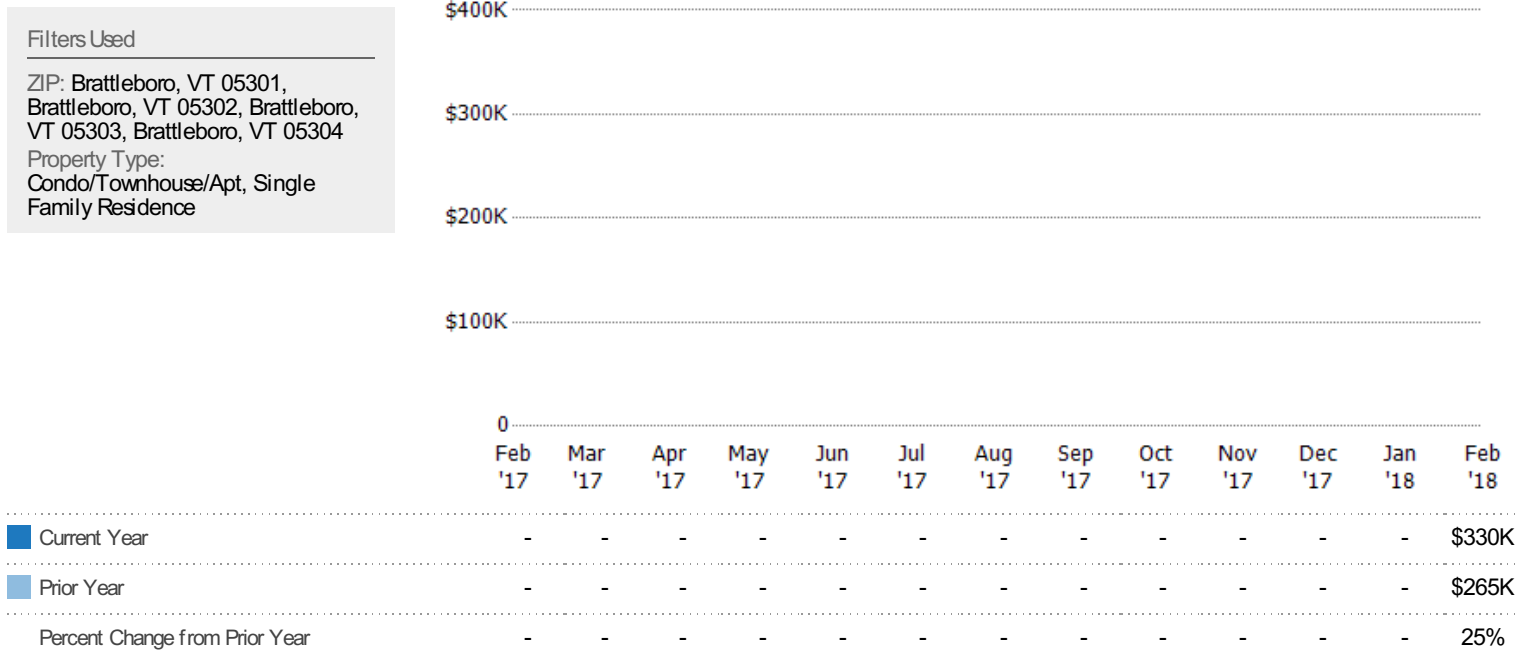 Filters Used
ZIP: Brattleboro, VT 05301,
Brattleboro, VT 05302, Brattleboro,
VT 05303, Brattleboro, VT 05304
Property Type:
Condo/Townhouse/Apt, Single
Family Residence
$400K
$300K
$200K
$100K
0
Feb Mar Apr May Jun Jul Aug Sep Oct Nov Dec Jan Feb
'17 '17 '17 '17 '17 '17 '17 '17 '17 '17 '17 '18 '18
Current Year - - - - - - - - - - - - $330K
Prior Year - - - - - - - - - - - - $265K
Percent Change from Prior Year - - - - - - - - - - - - 25%